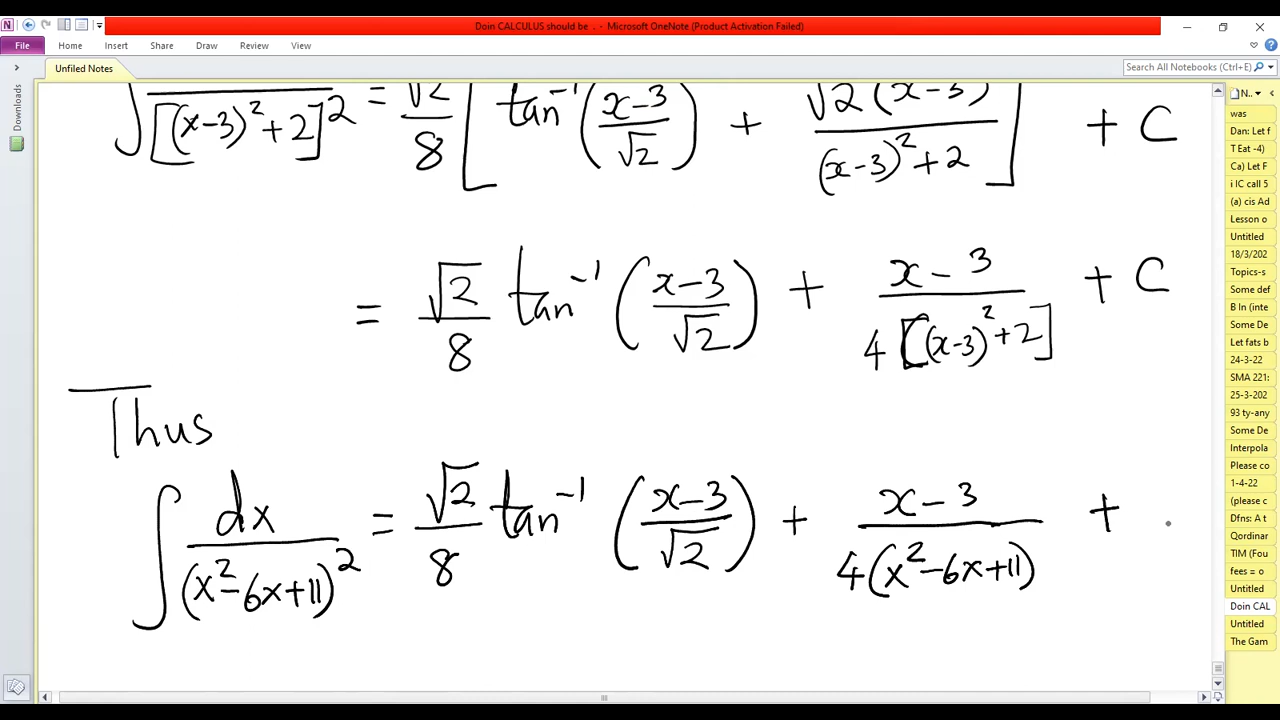 Doin CALCULUS should be . - Microsoft OneNote (Product Activation Failed)
File Home Insert Share Draw Review View
Unfiled Notes
Search All Notebooks (Ctrl+E)
Downloads
∫ / [(x-3)²+2]² = √2/8 [tan⁻¹((x-3)/√2) + √2(x-3)/((x-3)²+2)] + C
= √2/8 tan⁻¹((x-3)/√2) + (x-3)/(4[(x-3)²+2]) + C
Thus
∫ dx/(x²-6x+11)² = √2/8 tan⁻¹((x-3)/√2) + (x-3)/(4(x²-6x+11)) +
N..
was
Dan: Let f
T Eat -4)
Ca) Let F
i IC call 5
(a) cis Ad
Lesson o
Untitled
18/3/202
Topics-s
Some def
B In (inte
Some De
Let fats b
24-3-22
SMA 221:
25-3-202
93 ty-any
Some De
Interpola
Please co
1-4-22
(please c
Dfns: A t
Qordinar
TIM (Fou
fees = o
Untitled
Doin CAL
Untitled
The Gam